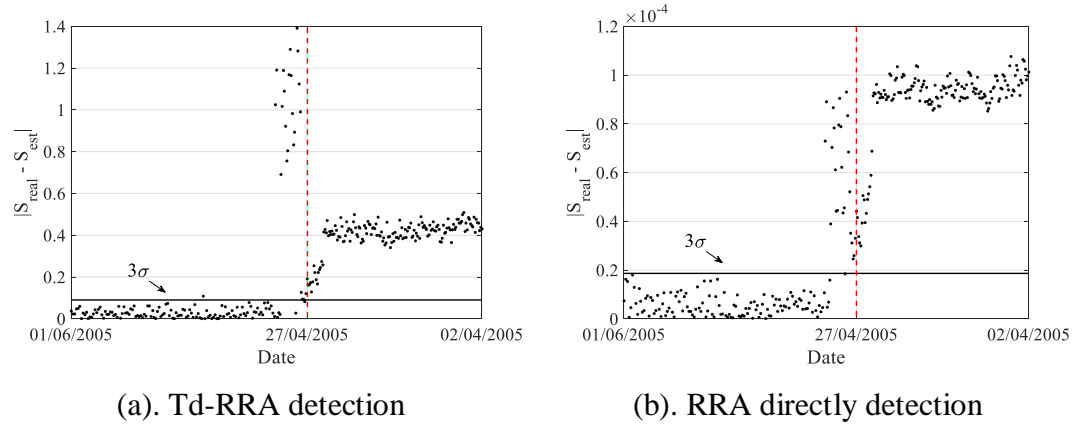 1.4
1.2
1
0.8
0.6
0.4
0.2
0
|S_real - S_est|
3σ
01/06/2005 27/04/2005 02/04/2005
Date
(a). Td-RRA detection
×10^-4
1.2
1
0.8
0.6
0.4
0.2
0
|S_real - S_est|
3σ
01/06/2005 27/04/2005 02/04/2005
Date
(b). RRA directly detection